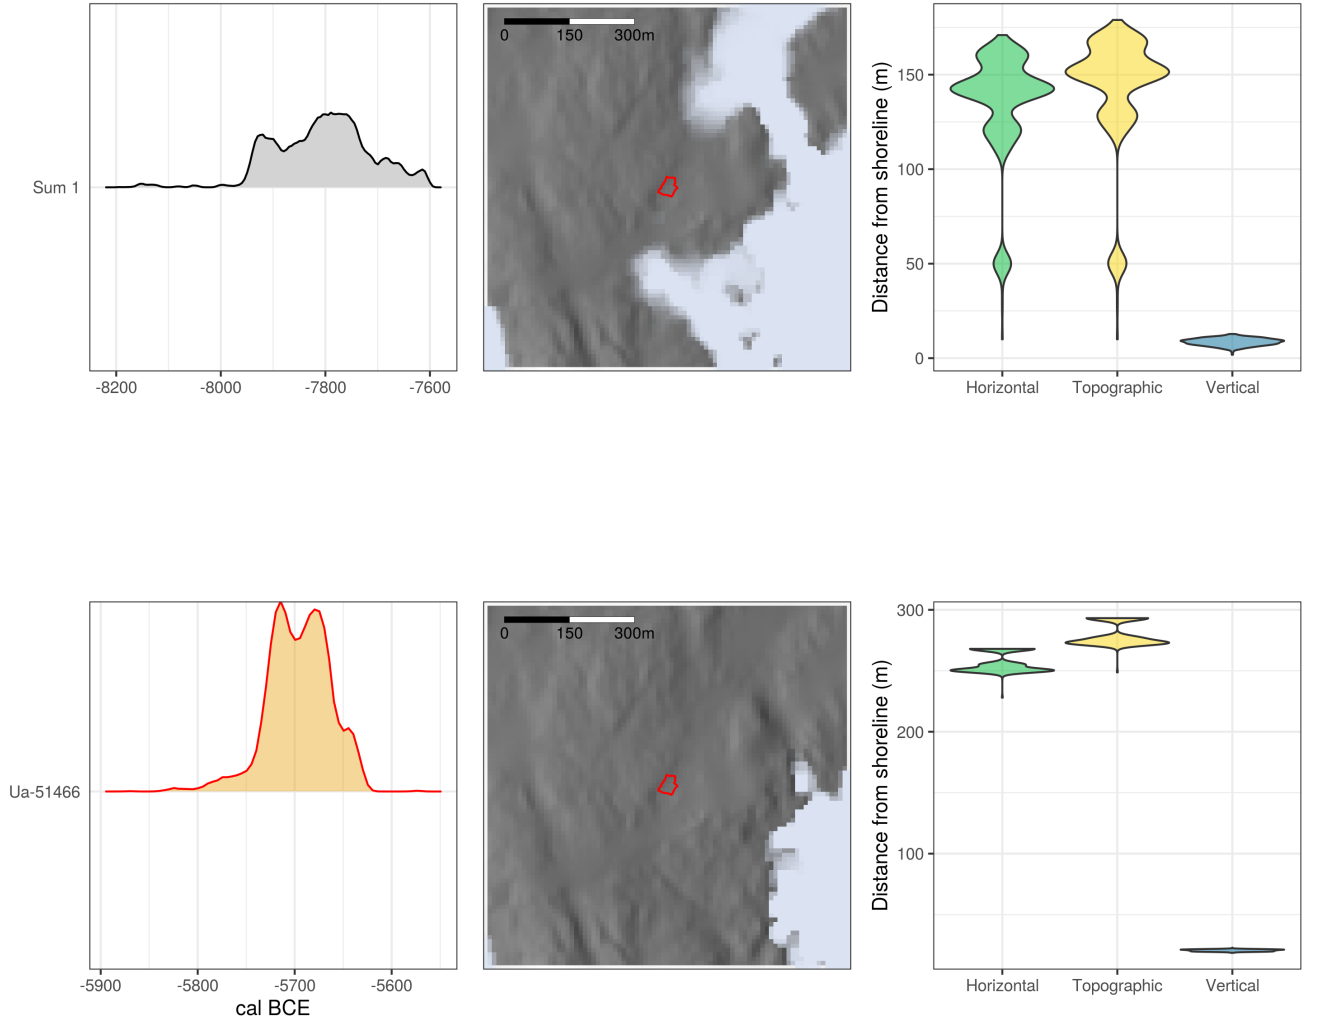 Sum 1
-8200 -8000 -7800 -7600
0 150 300m
Distance from shoreline (m)
150
100
50
0
Horizontal Topographic Vertical
Ua-51466
-5900 -5800 -5700 -5600
cal BCE
0 150 300m
Distance from shoreline (m)
300
200
100
Horizontal Topographic Vertical